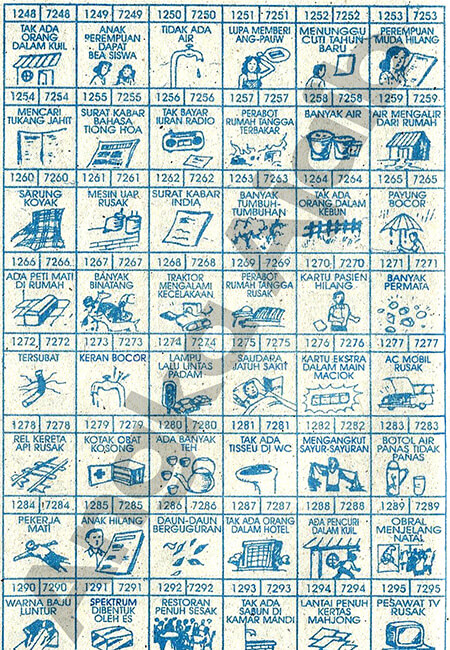 1248 7248
TAK ADA
ORANG
DALAM KUIL
1249 7249
ANAK
PEREMPUAN
DAPAT
BEA SISWA
1250 7250
TIDAK ADA
AIR
1251 7251
LUPA MEMBERI
ANG-PAUW
1252 7252
MENUNGGU
CUTI TAHUN
BARU
1253 7253
PEREMPUAN
MUDA HILANG
1254 7254
MENCARI
TUKANG JAHIT
1255 7255
SURAT KABAR
BAHASA
TIONG HOA
1256 7256
TAK BAYAR
IURAN RADIO
1257 7257
PERABOT
RUMAH TANGGA
TERBAKAR
1258 7258
BANYAK AIR
1259 7259
AIR MENGALIR
DARI RUMAH
1260 7260
SARUNG
KOYAK
1261 7261
MESIN UAP
RUSAK
1262 7262
SURAT KABAR
INDIA
1263 7263
BANYAK
TUMBUH-
TUMBUHAN
1264 7264
TAK ADA
ORANG DALAM
KEBUN
1265 7265
PAYUNG
BOCOR
1266 7266
ADA PETI MATI
DI RUMAH
1267 7267
BANYAK
BINATANG
1268 7268
TRAKTOR
MENGALAMI
KECELAKAAN
1269 7269
PERABOT
RUMAH TANGGA
RUSAK
1270 7270
KARTU PASIEN
HILANG
1271 7271
BANYAK
PERMATA
1272 7272
TERSUBAT
1273 7273
KERAN BOCOR
1274 7274
LAMPU
LALU LINTAS
PADAM
1275 7275
SAUDARA
JATUH SAKIT
1276 7276
KARTU EKSTRA
DALAM MAIN
MACIOK
1277 7277
AC MOBIL
RUSAK
1278 7278
REL KERETA
API RUSAK
1279 7279
KOTAK OBAT
KOSONG
1280 7280
ADA BANYAK
TEH
1281 7281
TAK ADA
TISSEU DI WC
1282 7282
MENGANGKUT
SAYUR-SAYURAN
1283 7283
BOTOL AIR
PANAS TIDAK
PANAS
1284 7284
PEKERJA
MATI
1285 7285
ANAK HILANG
1286 7286
DAUN-DAUN
BERGUGURAN
1287 7287
TAK ADA ORANG
DALAM HOTEL
1288 7288
ADA PENCURI
DALAM KUIL
1289 7289
OBRAL
MENJELANG
NATAL
1290 7290
WARNA BAJU
LUNTUR
1291 7291
SPEKTRUM
DIBENTUK
OLEH ES
1292 7292
RESTORAN
PENUH SESAK
1293 7293
TAK ADA
SABUN DI
KAMAR MANDI
1294 7294
LANTAI PENUH
KERTAS
MAHJONG
1295 7295
PESAWAT TV
RUSAK